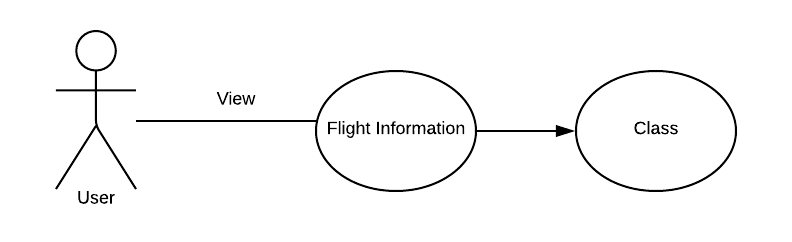 View
Flight Information
Class
User